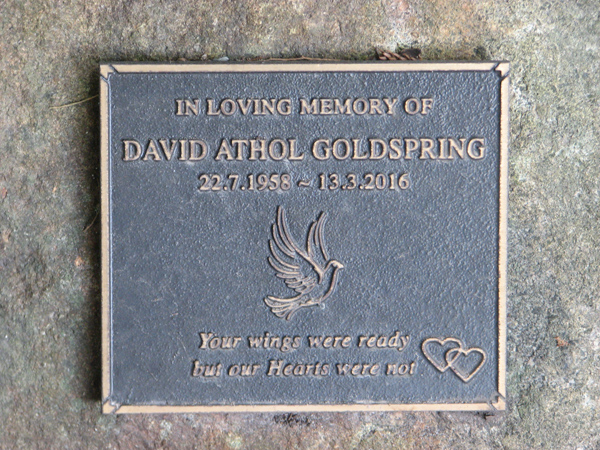 IN LOVING MEMORY OF
DAVID ATHOL GOLDSPRING
22.7.1958 ~ 13.3.2016
Your wings were ready
but our Hearts were not